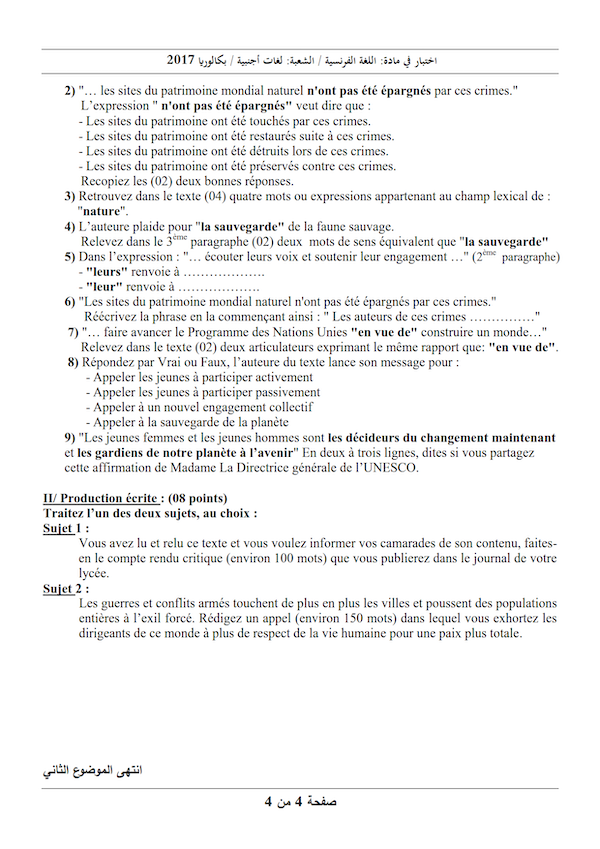 اختبار في مادة: اللغة الفرنسية / الشعبة: لغات أجنبية / بكالوريا 2017
2) "… les sites du patrimoine mondial naturel n'ont pas été épargnés par ces crimes."
L'expression " n'ont pas été épargnés" veut dire que :
- Les sites du patrimoine ont été touchés par ces crimes.
- Les sites du patrimoine ont été restaurés suite à ces crimes.
- Les sites du patrimoine ont été détruits lors de ces crimes.
- Les sites du patrimoine ont été préservés contre ces crimes.
Recopiez les (02) deux bonnes réponses.
3) Retrouvez dans le texte (04) quatre mots ou expressions appartenant au champ lexical de :
"nature".
4) L'auteure plaide pour "la sauvegarde" de la faune sauvage.
Relevez dans le 3ème paragraphe (02) deux mots de sens équivalent que "la sauvegarde"
5) Dans l'expression : "… écouter leurs voix et soutenir leur engagement …" (2ème paragraphe)
- "leurs" renvoie à ……………….
- "leur" renvoie à ……………….
6) "Les sites du patrimoine mondial naturel n'ont pas été épargnés par ces crimes."
Réécrivez la phrase en la commençant ainsi : " Les auteurs de ces crimes ……………"
7) "… faire avancer le Programme des Nations Unies "en vue de" construire un monde…"
Relevez dans le texte (02) deux articulateurs exprimant le même rapport que: "en vue de".
8) Répondez par Vrai ou Faux, l'auteure du texte lance son message pour :
- Appeler les jeunes à participer activement
- Appeler les jeunes à participer passivement
- Appeler à un nouvel engagement collectif
- Appeler à la sauvegarde de la planète
9) "Les jeunes femmes et les jeunes hommes sont les décideurs du changement maintenant
et les gardiens de notre planète à l'avenir" En deux à trois lignes, dites si vous partagez
cette affirmation de Madame La Directrice générale de l'UNESCO.
II/ Production écrite : (08 points)
Traitez l'un des deux sujets, au choix :
Sujet 1 :
Vous avez lu et relu ce texte et vous voulez informer vos camarades de son contenu, faites-
en le compte rendu critique (environ 100 mots) que vous publierez dans le journal de votre
lycée.
Sujet 2 :
Les guerres et conflits armés touchent de plus en plus les villes et poussent des populations
entières à l'exil forcé. Rédigez un appel (environ 150 mots) dans lequel vous exhortez les
dirigeants de ce monde à plus de respect de la vie humaine pour une paix plus totale.
انتهى الموضوع الثاني
صفحة 4 من 4